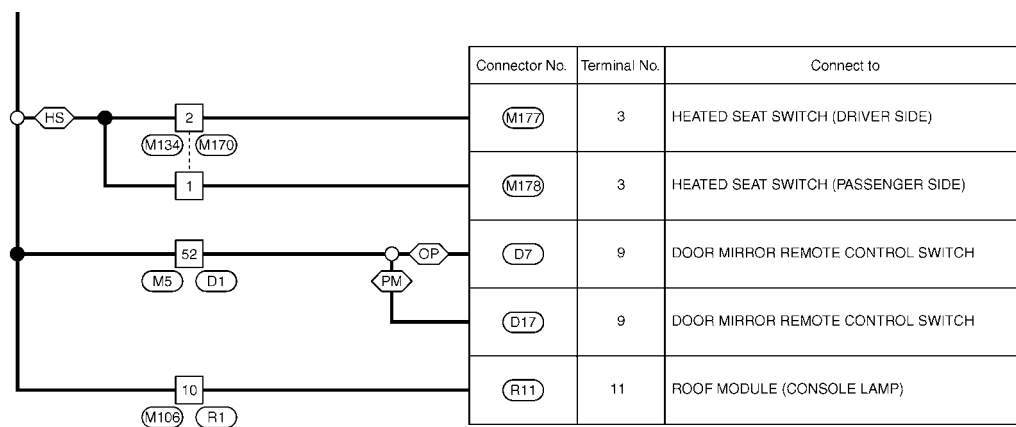 Connector No. Terminal No. Connect to
HS 2 M177 3 HEATED SEAT SWITCH (DRIVER SIDE)
M134 M170
1 M178 3 HEATED SEAT SWITCH (PASSENGER SIDE)
52 OP D7 9 DOOR MIRROR REMOTE CONTROL SWITCH
M5 D1 PM
D17 9 DOOR MIRROR REMOTE CONTROL SWITCH
10 R11 11 ROOF MODULE (CONSOLE LAMP)
M106 R1